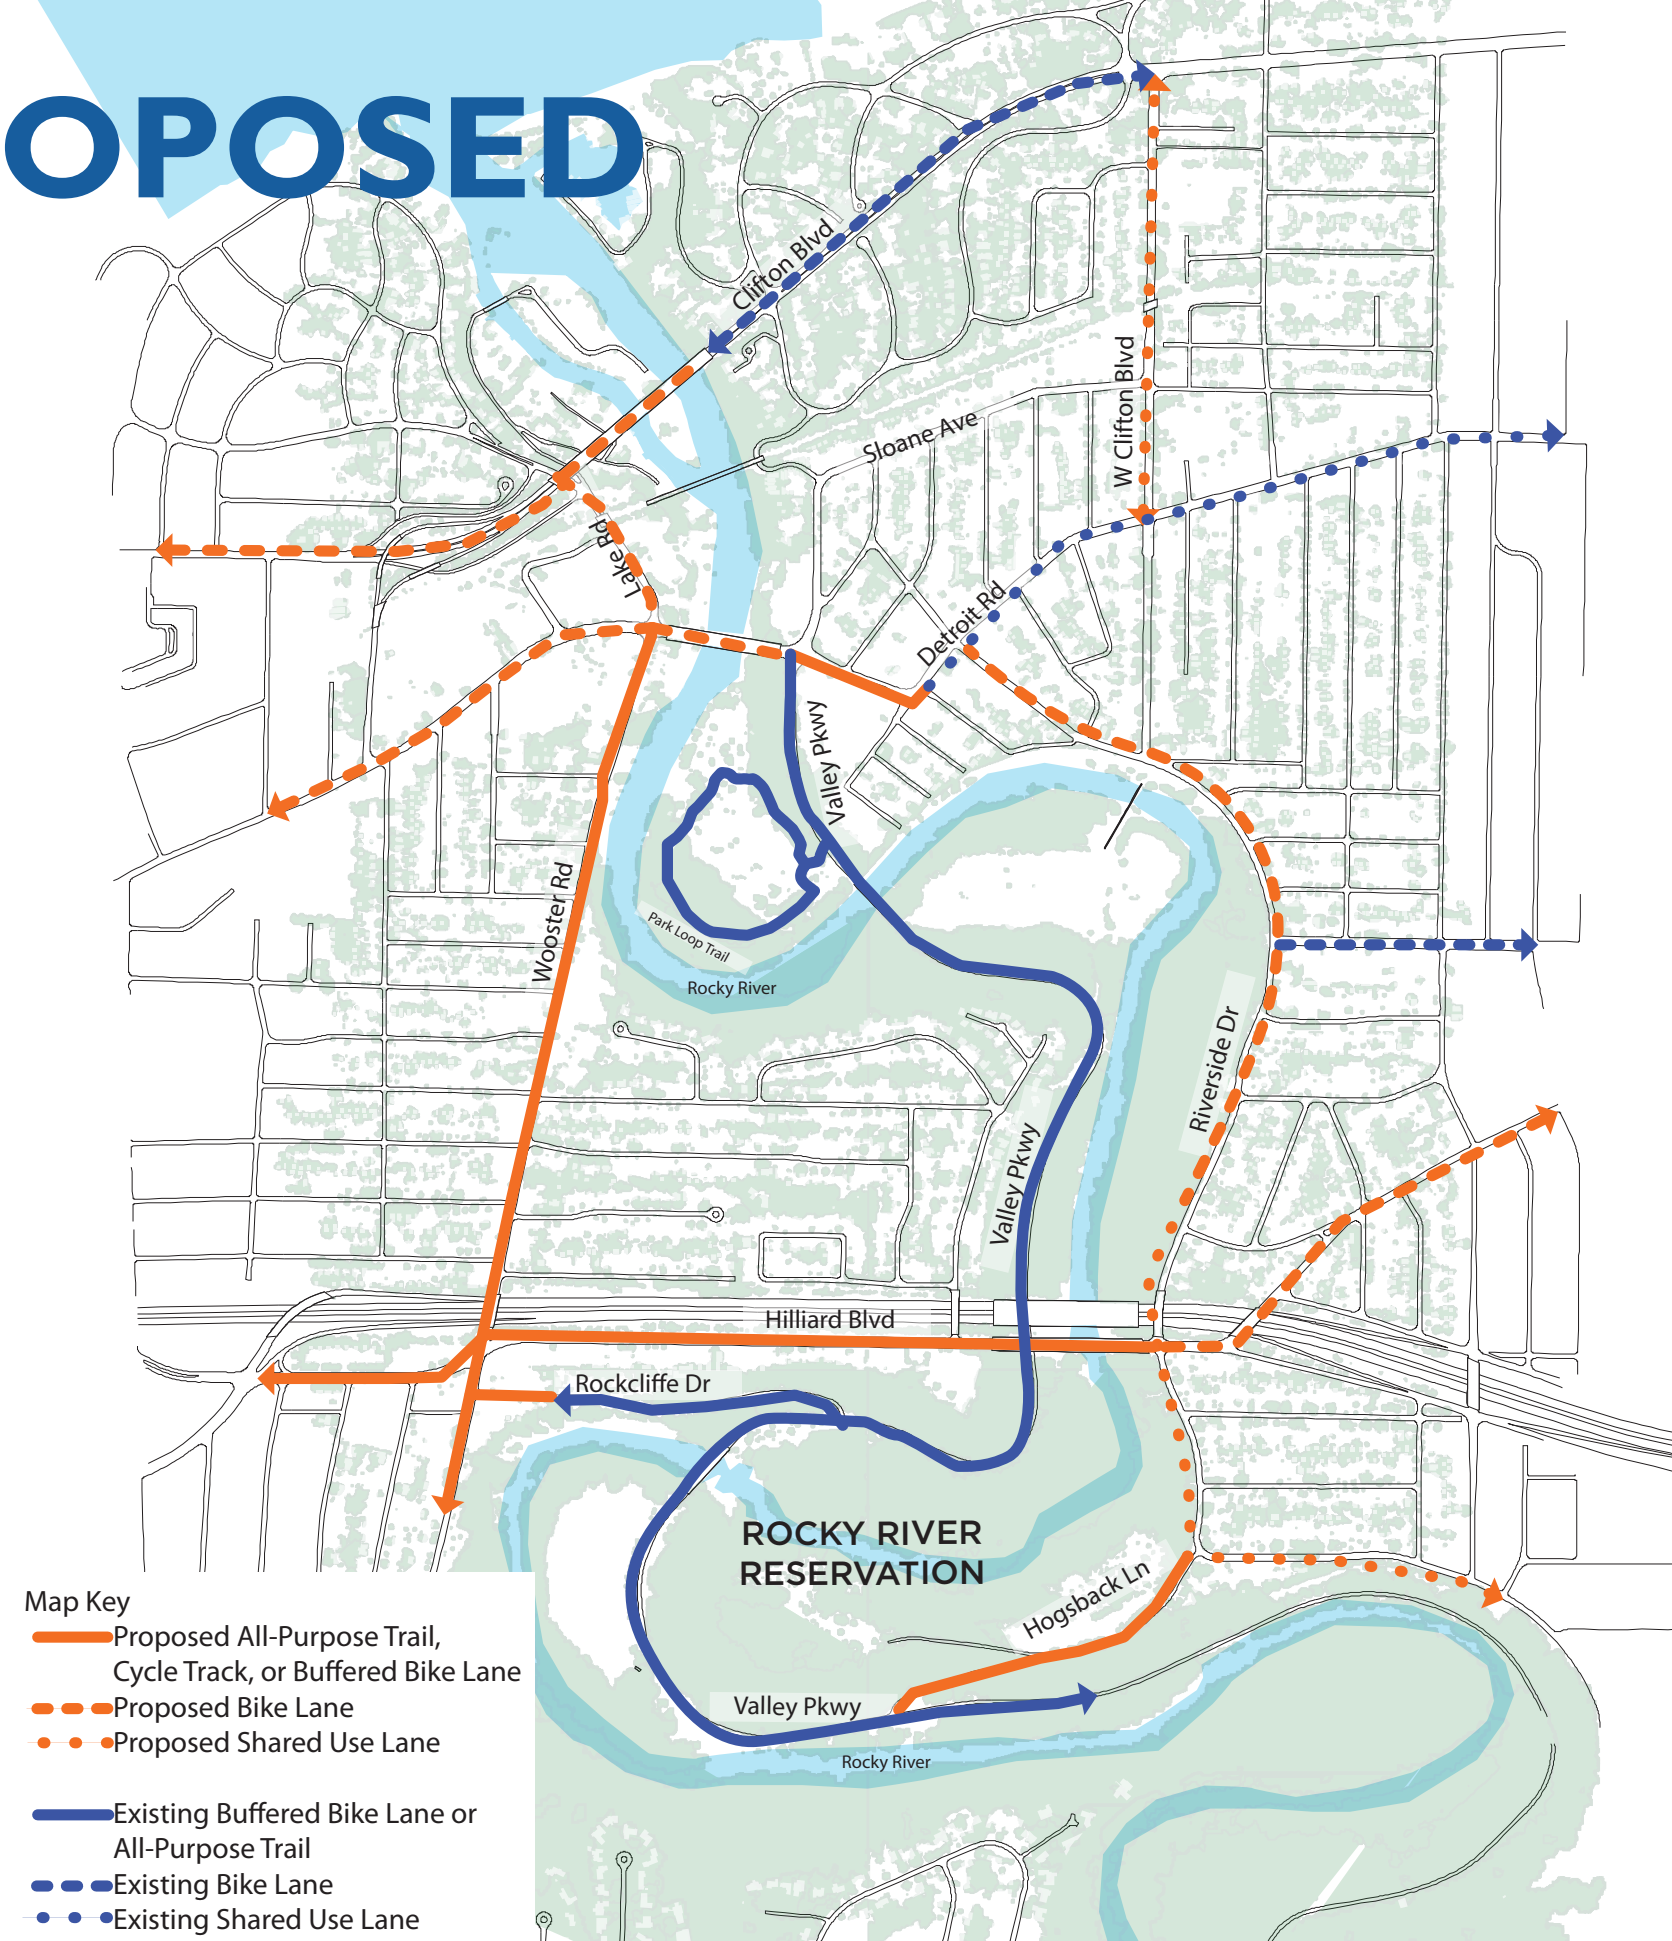 OPOSED
Clifton Blvd
Sloane Ave
W Clifton Blvd
Lake Rd
Detroit Rd
Valley Pkwy
Wooster Rd
Park Loop Trail
Rocky River
Riverside Dr
Valley Pkwy
Hilliard Blvd
Rockcliffe Dr
ROCKY RIVER
RESERVATION
Hogsback Ln
Valley Pkwy
Rocky River
Map Key
Proposed All-Purpose Trail,
Cycle Track, or Buffered Bike Lane
Proposed Bike Lane
Proposed Shared Use Lane
Existing Buffered Bike Lane or
All-Purpose Trail
Existing Bike Lane
Existing Shared Use Lane